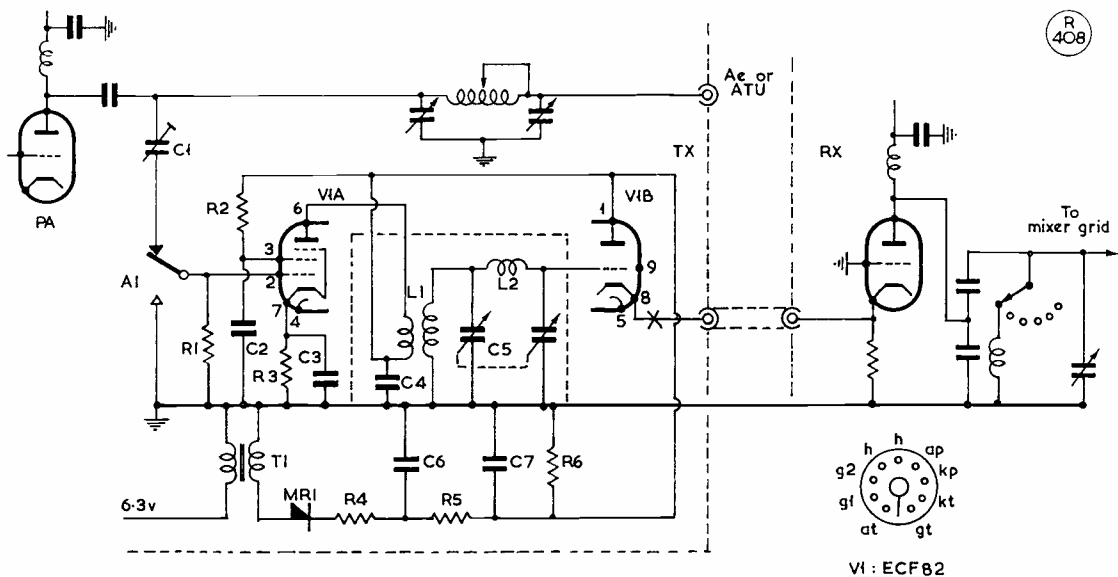 R
408
Ae or
ATU
C1
TX
RX
PA
R2
6
V1A
1
V1B
To
mixer grid
3
2
9
A1
L1
L2
8
7
4
5
R1
C2
R3
C3
C4
C5
T1
C6
C7
R6
6·3v
MR1
R4
R5
h
h
ap
g2
kp
g1
kt
at
gt
V1 : ECF82